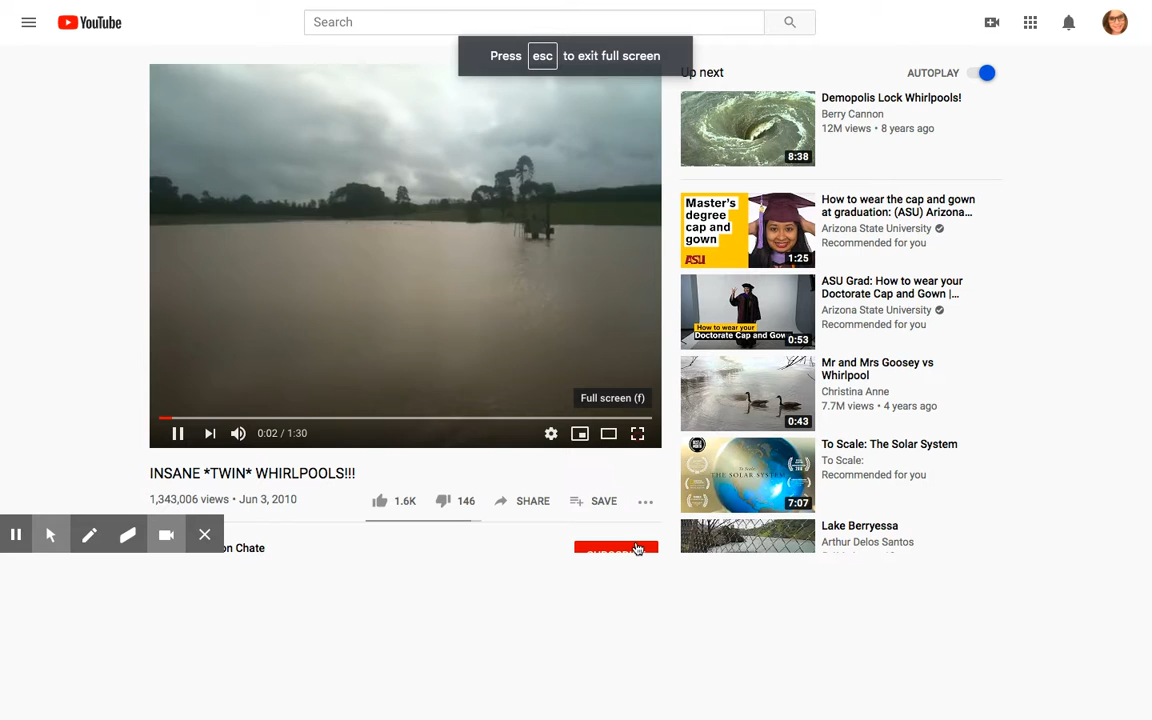 YouTube
Search
Press esc to exit full screen
Up next
AUTOPLAY
Full screen (f)
0:02 / 1:30
INSANE *TWIN* WHIRLPOOLS!!!
1,343,006 views • Jun 3, 2010
1.6K
146
SHARE
SAVE
on Chate
Demopolis Lock Whirlpools!
Berry Cannon
12M views • 8 years ago
8:38
Master's
degree
cap and
gown
ASU
1:25
How to wear the cap and gown
at graduation: (ASU) Arizona...
Arizona State University
Recommended for you
How to wear your
Doctorate Cap and Gow
0:53
ASU Grad: How to wear your
Doctorate Cap and Gown |...
Arizona State University
Recommended for you
0:43
Mr and Mrs Goosey vs
Whirlpool
Christina Anne
7.7M views • 4 years ago
THE SOLAR SYSTEM
7:07
To Scale: The Solar System
To Scale:
Recommended for you
Lake Berryessa
Arthur Delos Santos